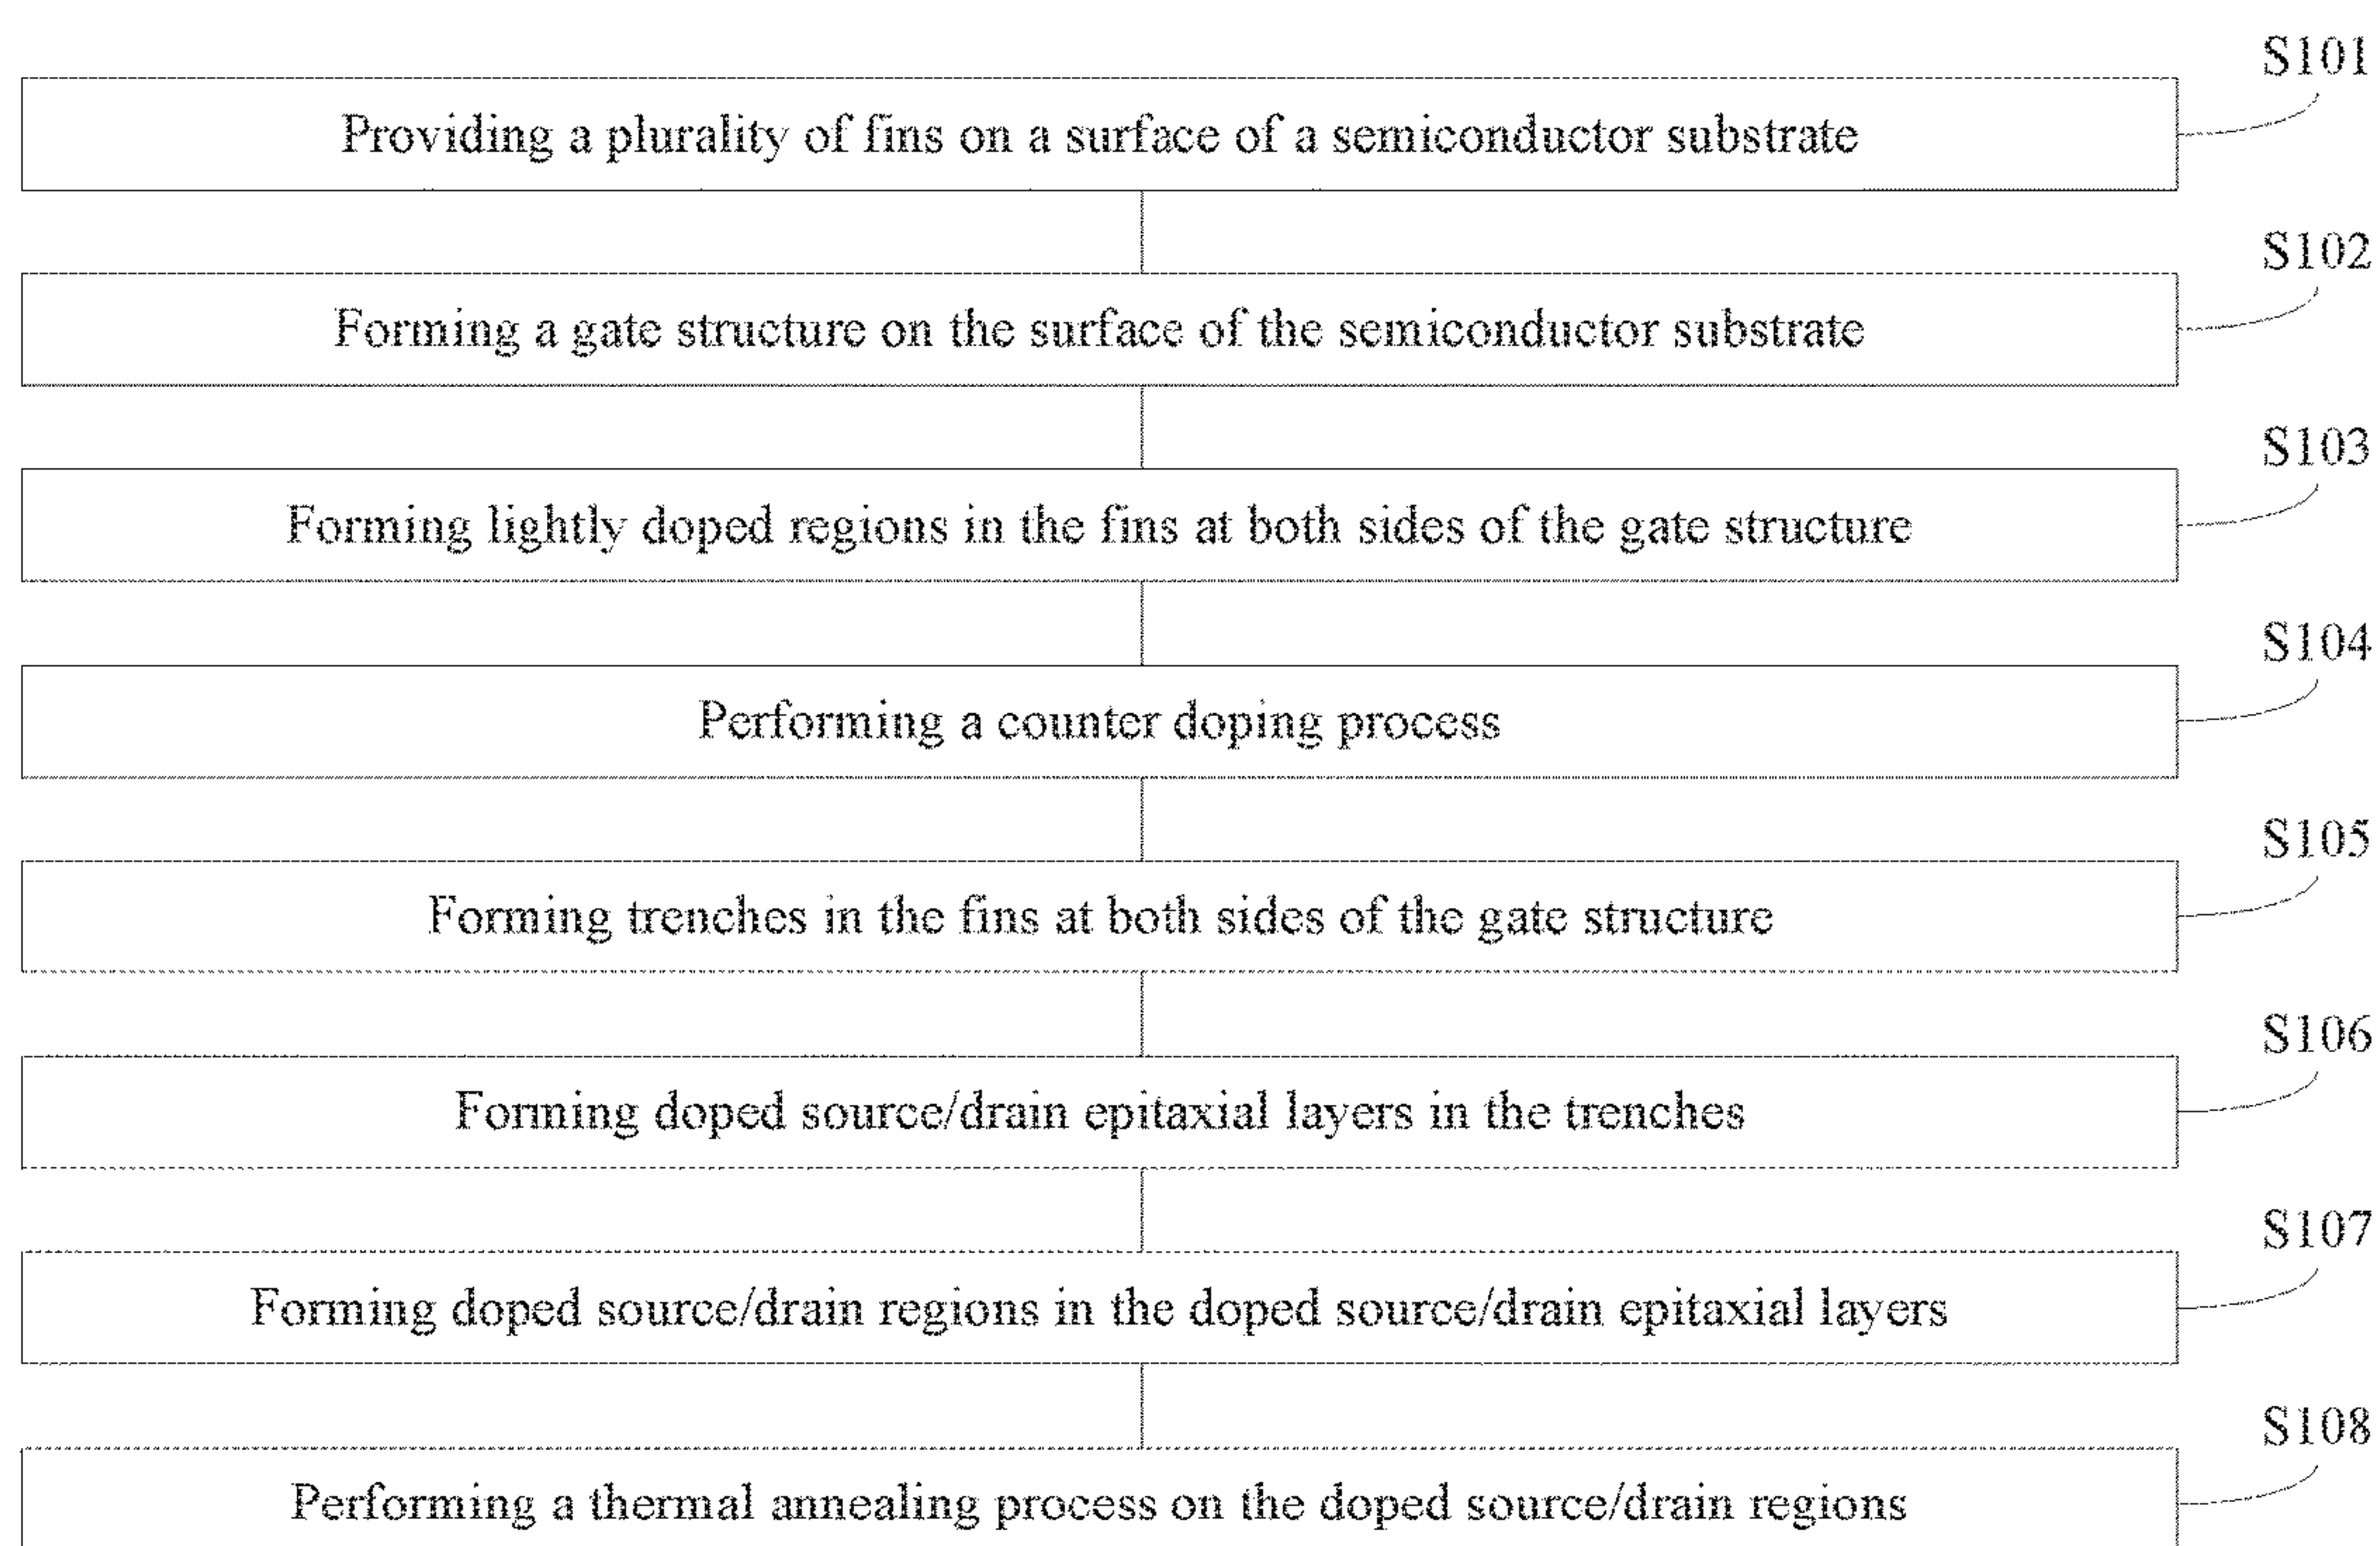 S101
Providing a plurality of fins on a surface of a semiconductor substrate
S102
Forming a gate structure on the surface of the semiconductor substrate
S103
Forming lightly doped regions in the fins at both sides of the gate structure
S104
Performing a counter doping process
S105
Forming trenches in the fins at both sides of the gate structure
S106
Forming doped source/drain epitaxial layers in the trenches
S107
Forming doped source/drain regions in the doped source/drain epitaxial layers
S108
Performing a thermal annealing process on the doped source/drain regions